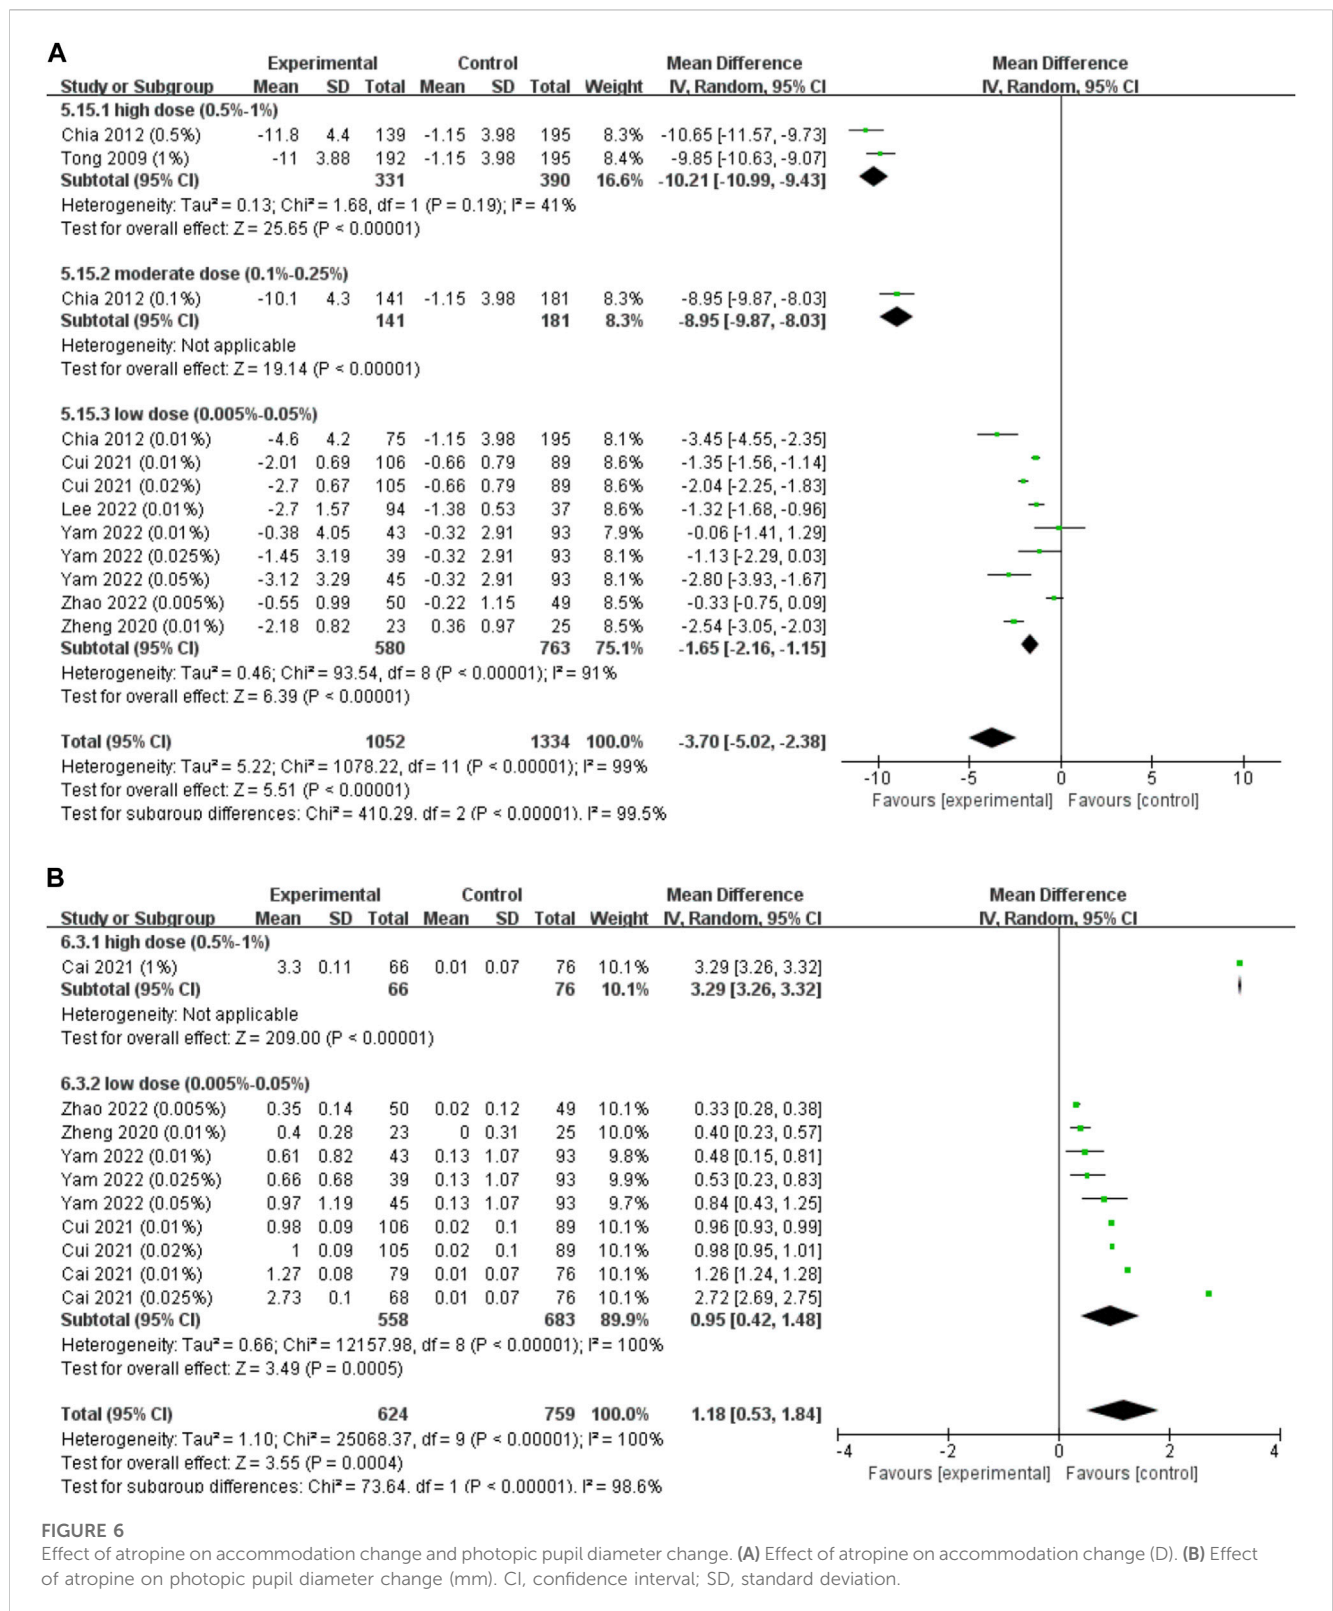 A
Experimental Control Mean Difference Mean Difference
Study or Subgroup Mean SD Total Mean SD Total Weight IV, Random, 95% CI IV, Random, 95% CI
5.15.1 high dose (0.5%-1%)
Chia 2012 (0.5%) -11.8 4.4 139 -1.15 3.98 195 8.3% -10.65 [-11.57, -9.73]
Tong 2009 (1%) -11 3.88 192 -1.15 3.98 195 8.4% -9.85 [-10.63, -9.07]
Subtotal (95% CI) 331 390 16.6% -10.21 [-10.99, -9.43]
Heterogeneity: Tau² = 0.13; Chi² = 1.68, df = 1 (P = 0.19); I² = 41%
Test for overall effect: Z = 25.65 (P < 0.00001)
5.15.2 moderate dose (0.1%-0.25%)
Chia 2012 (0.1%) -10.1 4.3 141 -1.15 3.98 181 8.3% -8.95 [-9.87, -8.03]
Subtotal (95% CI) 141 181 8.3% -8.95 [-9.87, -8.03]
Heterogeneity: Not applicable
Test for overall effect: Z = 19.14 (P < 0.00001)
5.15.3 low dose (0.005%-0.05%)
Chia 2012 (0.01%) -4.6 4.2 75 -1.15 3.98 195 8.1% -3.45 [-4.55, -2.35]
Cui 2021 (0.01%) -2.01 0.69 106 -0.66 0.79 89 8.6% -1.35 [-1.56, -1.14]
Cui 2021 (0.02%) -2.7 0.67 105 -0.66 0.79 89 8.6% -2.04 [-2.25, -1.83]
Lee 2022 (0.01%) -2.7 1.57 94 -1.38 0.53 37 8.6% -1.32 [-1.68, -0.96]
Yam 2022 (0.01%) -0.38 4.05 43 -0.32 2.91 93 7.9% -0.06 [-1.41, 1.29]
Yam 2022 (0.025%) -1.45 3.19 39 -0.32 2.91 93 8.1% -1.13 [-2.29, 0.03]
Yam 2022 (0.05%) -3.12 3.29 45 -0.32 2.91 93 8.1% -2.80 [-3.93, -1.67]
Zhao 2022 (0.005%) -0.55 0.99 50 -0.22 1.15 49 8.5% -0.33 [-0.75, 0.09]
Zheng 2020 (0.01%) -2.18 0.82 23 0.36 0.97 25 8.5% -2.54 [-3.05, -2.03]
Subtotal (95% CI) 580 763 75.1% -1.65 [-2.16, -1.15]
Heterogeneity: Tau² = 0.46; Chi² = 93.54, df = 8 (P < 0.00001); I² = 91%
Test for overall effect: Z = 6.39 (P < 0.00001)
Total (95% CI) 1052 1334 100.0% -3.70 [-5.02, -2.38]
Heterogeneity: Tau² = 5.22; Chi² = 1078.22, df = 11 (P < 0.00001); I² = 99%
Test for overall effect: Z = 5.51 (P < 0.00001)
Test for subgroup differences: Chi² = 410.29, df = 2 (P < 0.00001), I² = 99.5%
-10 -5 0 5 10
Favours [experimental] Favours [control]
B
Experimental Control Mean Difference Mean Difference
Study or Subgroup Mean SD Total Mean SD Total Weight IV, Random, 95% CI IV, Random, 95% CI
6.3.1 high dose (0.5%-1%)
Cai 2021 (1%) 3.3 0.11 66 0.01 0.07 76 10.1% 3.29 [3.26, 3.32]
Subtotal (95% CI) 66 76 10.1% 3.29 [3.26, 3.32]
Heterogeneity: Not applicable
Test for overall effect: Z = 209.00 (P < 0.00001)
6.3.2 low dose (0.005%-0.05%)
Zhao 2022 (0.005%) 0.35 0.14 50 0.02 0.12 49 10.1% 0.33 [0.28, 0.38]
Zheng 2020 (0.01%) 0.4 0.28 23 0 0.31 25 10.0% 0.40 [0.23, 0.57]
Yam 2022 (0.01%) 0.61 0.82 43 0.13 1.07 93 9.8% 0.48 [0.15, 0.81]
Yam 2022 (0.025%) 0.66 0.68 39 0.13 1.07 93 9.9% 0.53 [0.23, 0.83]
Yam 2022 (0.05%) 0.97 1.19 45 0.13 1.07 93 9.7% 0.84 [0.43, 1.25]
Cui 2021 (0.01%) 0.98 0.09 106 0.02 0.1 89 10.1% 0.96 [0.93, 0.99]
Cui 2021 (0.02%) 1 0.09 105 0.02 0.1 89 10.1% 0.98 [0.95, 1.01]
Cai 2021 (0.01%) 1.27 0.08 79 0.01 0.07 76 10.1% 1.26 [1.24, 1.28]
Cai 2021 (0.025%) 2.73 0.1 68 0.01 0.07 76 10.1% 2.72 [2.69, 2.75]
Subtotal (95% CI) 558 683 89.9% 0.95 [0.42, 1.48]
Heterogeneity: Tau² = 0.66; Chi² = 12157.98, df = 8 (P < 0.00001); I² = 100%
Test for overall effect: Z = 3.49 (P = 0.0005)
Total (95% CI) 624 759 100.0% 1.18 [0.53, 1.84]
Heterogeneity: Tau² = 1.10; Chi² = 25068.37, df = 9 (P < 0.00001); I² = 100%
Test for overall effect: Z = 3.55 (P = 0.0004)
Test for subgroup differences: Chi² = 73.64, df = 1 (P < 0.00001), I² = 98.6%
-4 -2 0 2 4
Favours [experimental] Favours [control]
FIGURE 6
Effect of atropine on accommodation change and photopic pupil diameter change. (A) Effect of atropine on accommodation change (D). (B) Effect
of atropine on photopic pupil diameter change (mm). CI, confidence interval; SD, standard deviation.